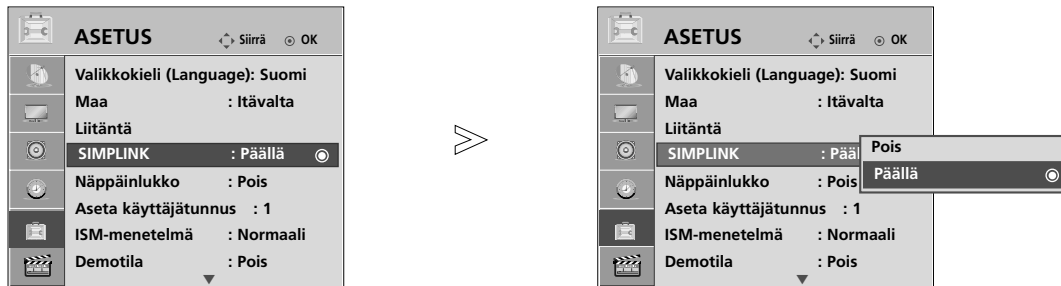 ASETUS Siirrä OK
Valikkokieli (Language): Suomi
Maa : Itävalta
Liitäntä
SIMPLINK : Päällä
Näppäinlukko : Pois
Aseta käyttäjätunnus : 1
ISM-menetelmä : Normaali
Demotila : Pois
ASETUS Siirrä OK
Valikkokieli (Language): Suomi
Maa : Itävalta
Liitäntä
SIMPLINK : Pääl
Näppäinlukko : Pois
Aseta käyttäjätunnus : 1
ISM-menetelmä : Normaali
Demotila : Pois
Pois
Päällä